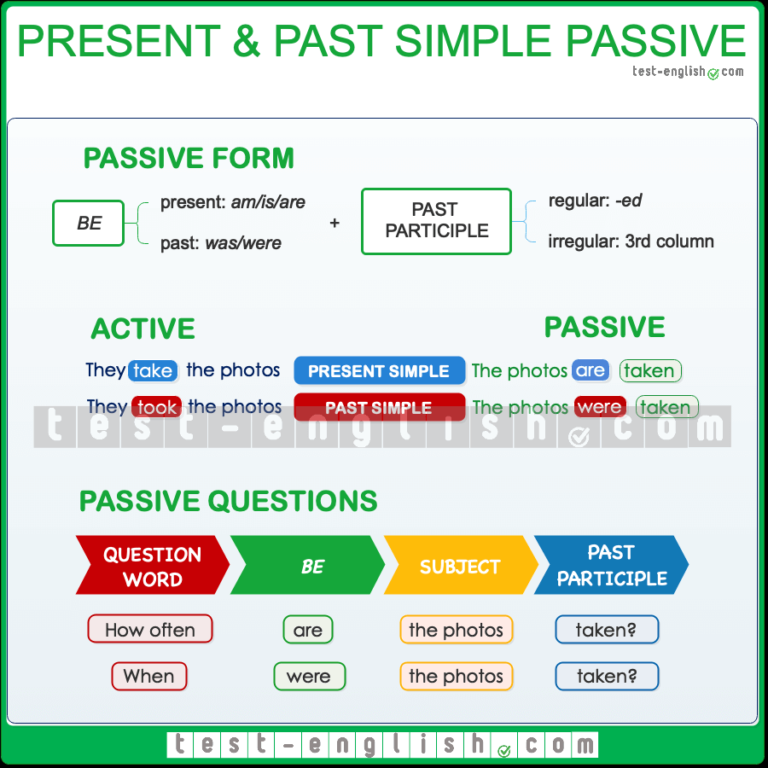 PRESENT & PAST SIMPLE PASSIVE
test-english.com
PASSIVE FORM
BE
present: am/is/are
past: was/were
+
PAST
PARTICIPLE
regular: -ed
irregular: 3rd column
ACTIVE
PASSIVE
They take the photos PRESENT SIMPLE The photos are taken
They took the photos PAST SIMPLE The photos were taken
test-english.com
PASSIVE QUESTIONS
QUESTION
WORD
BE
SUBJECT
PAST
PARTICIPLE
How often are the photos taken?
When were the photos taken?
test-english.com